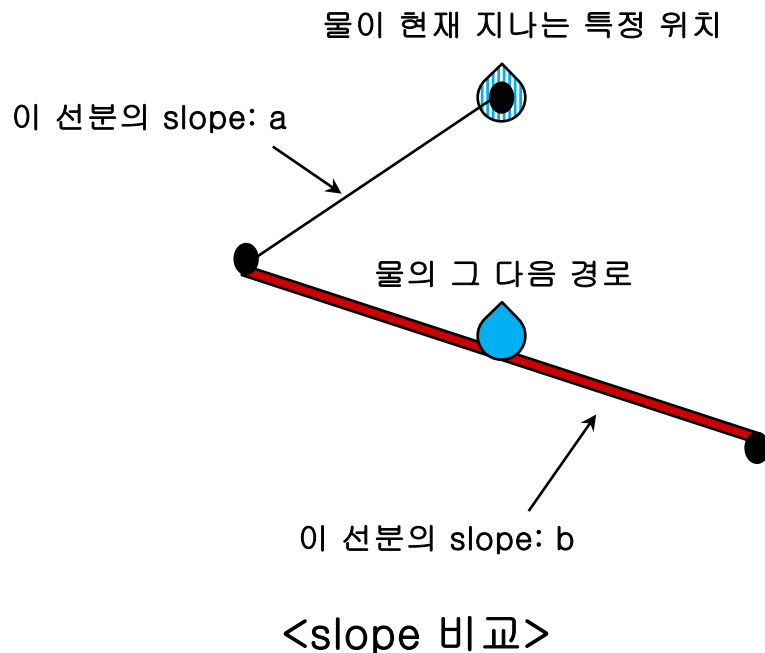 물이 현재 지나는 특정 위치
이 선분의 slope: a
물의 그 다음 경로
이 선분의 slope: b
<slope 비교>